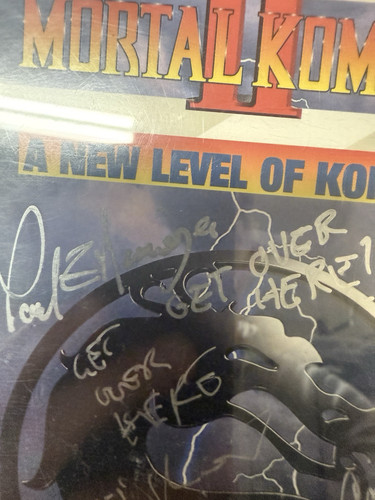 MORTAL KOM
II
A NEW LEVEL OF KO
GET OVER
HERE!
GET
OVER
HERE